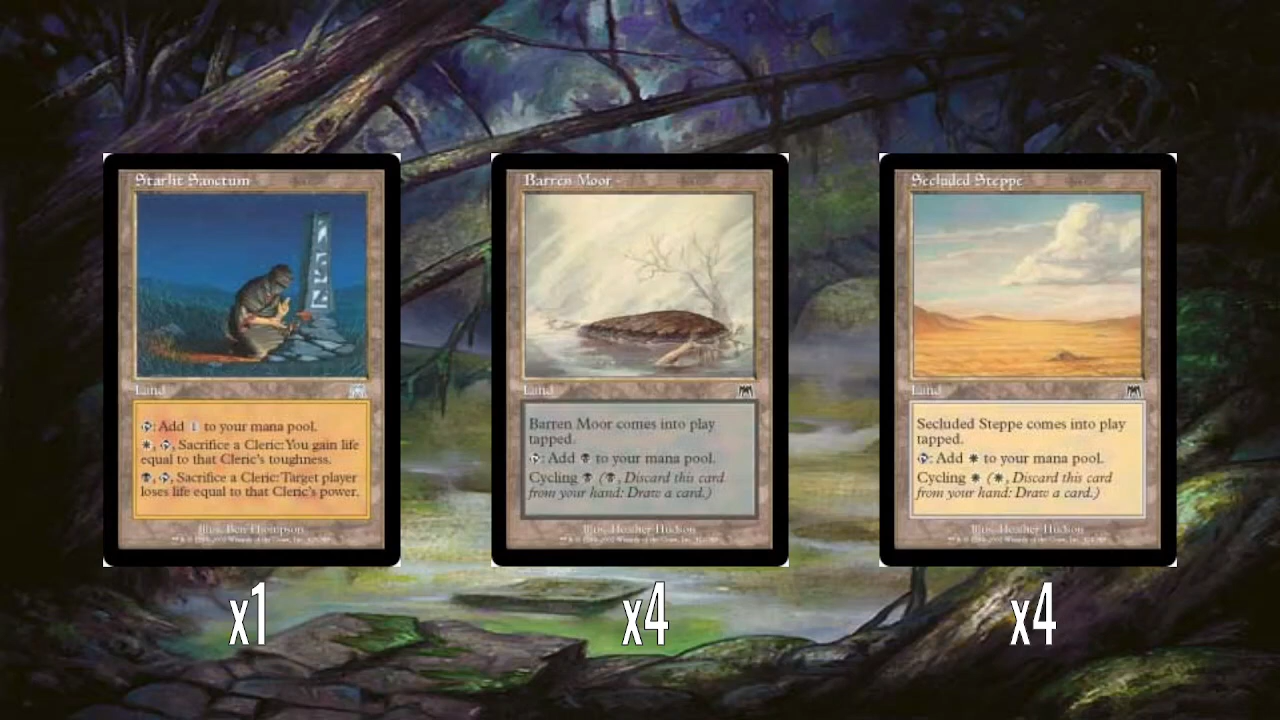 Starlit Sanctum
Land
: Add 1 to your mana pool.
, , Sacrifice a Cleric: You gain life
equal to that Cleric's toughness.
, , Sacrifice a Cleric: Target player
loses life equal to that Cleric's power.
Illus. Ben Thompson
x1
Barren Moor
Land
Barren Moor comes into play
tapped.
: Add to your mana pool.
Cycling ( , Discard this card
from your hand: Draw a card.)
Illus. Heather Hudson
x4
Secluded Steppe
Land
Secluded Steppe comes into play
tapped.
: Add to your mana pool.
Cycling ( , Discard this card
from your hand: Draw a card.)
Illus. Heather Hudson
x4